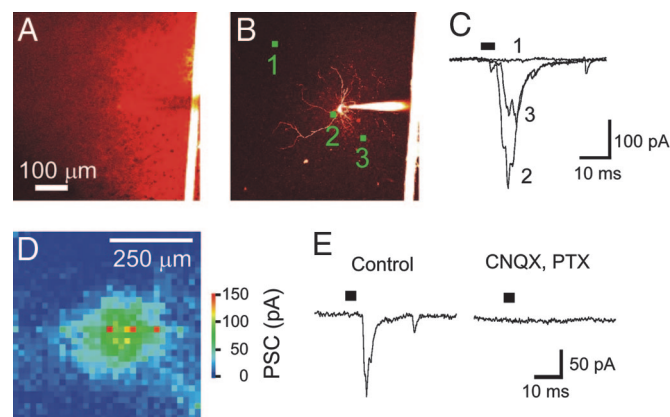 A
100 μm
B
1
2
3
C
1
3
2
100 pA
10 ms
D
250 μm
150
100
50
0
PSC (pA)
E
Control
CNQX, PTX
50 pA
10 ms